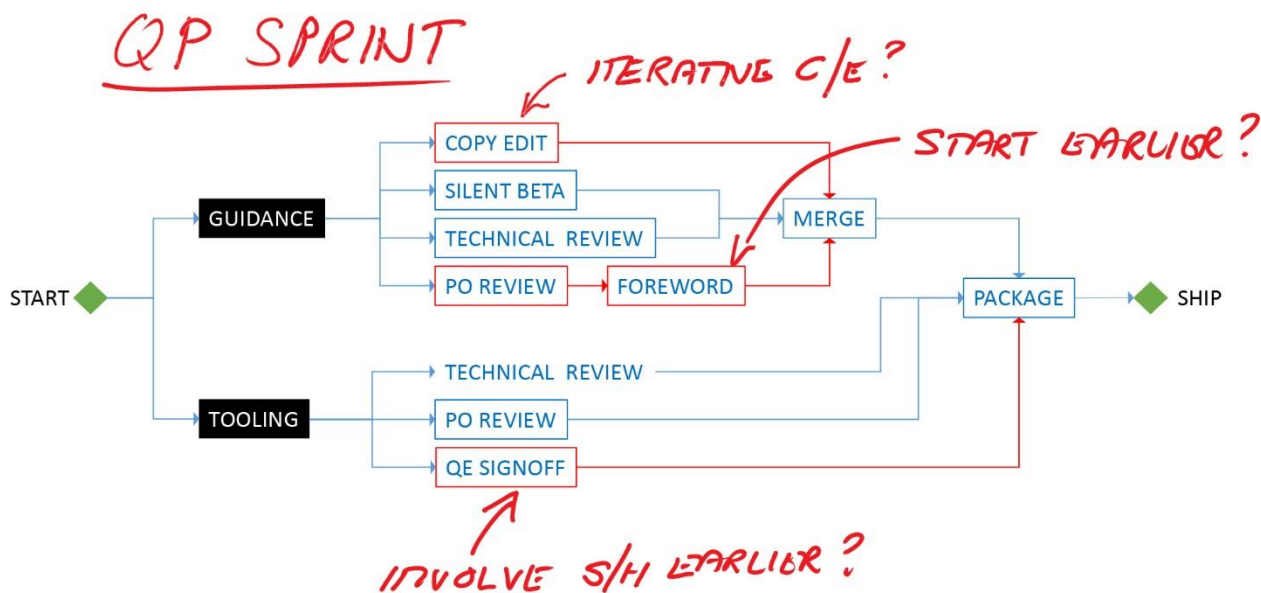 QP SPRINT
ITERATIVE C/E?
START EARLIER?
COPY EDIT
SILENT BETA
GUIDANCE
MERGE
TECHNICAL REVIEW
PO REVIEW
FOREWORD
START
PACKAGE
SHIP
TECHNICAL REVIEW
TOOLING
PO REVIEW
QE SIGNOFF
INVOLVE S/H EARLIER?